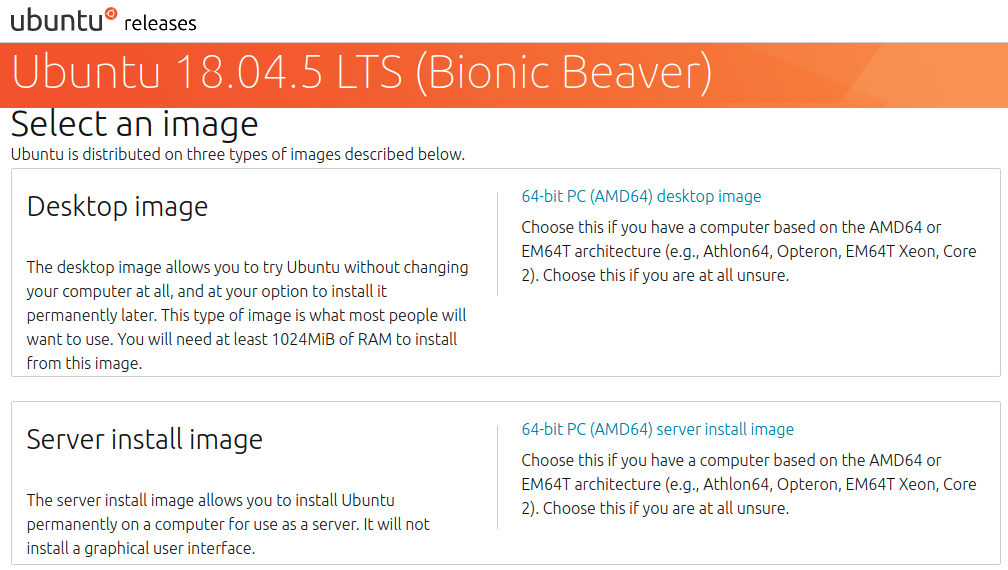 ubuntu releases
Ubuntu 18.04.5 LTS (Bionic Beaver)
Select an image
Ubuntu is distributed on three types of images described below.
Desktop image
The desktop image allows you to try Ubuntu without changing
your computer at all, and at your option to install it
permanently later. This type of image is what most people will
want to use. You will need at least 1024MiB of RAM to install
from this image.
64-bit PC (AMD64) desktop image
Choose this if you have a computer based on the AMD64 or
EM64T architecture (e.g., Athlon64, Opteron, EM64T Xeon, Core
2). Choose this if you are at all unsure.
Server install image
The server install image allows you to install Ubuntu
permanently on a computer for use as a server. It will not
install a graphical user interface.
64-bit PC (AMD64) server install image
Choose this if you have a computer based on the AMD64 or
EM64T architecture (e.g., Athlon64, Opteron, EM64T Xeon, Core
2). Choose this if you are at all unsure.